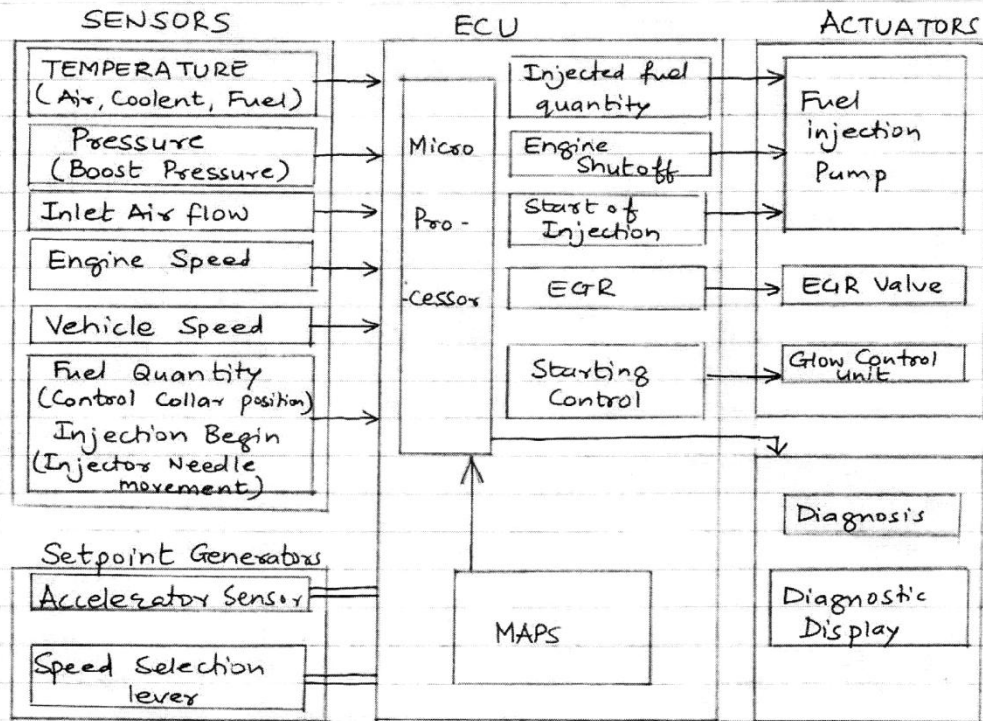 SENSORS
ECU
ACTUATORS
TEMPERATURE
(Air, Coolent, Fuel)
Pressure
(Boost Pressure)
Inlet Air flow
Engine Speed
Vehicle Speed
Fuel Quantity
(Control Collar position)
Injection Begin
(Injector Needle
movement)
Setpoint Generators
Accelerator Sensor
Speed Selection
lever
Micro
Pro-
-cessor
Injected fuel
quantity
Engine
Shutoff
Start of
Injection
EGR
Starting
Control
MAPS
Fuel
injection
Pump
EGR Valve
Glow Control
unit
Diagnosis
Diagnostic
Display